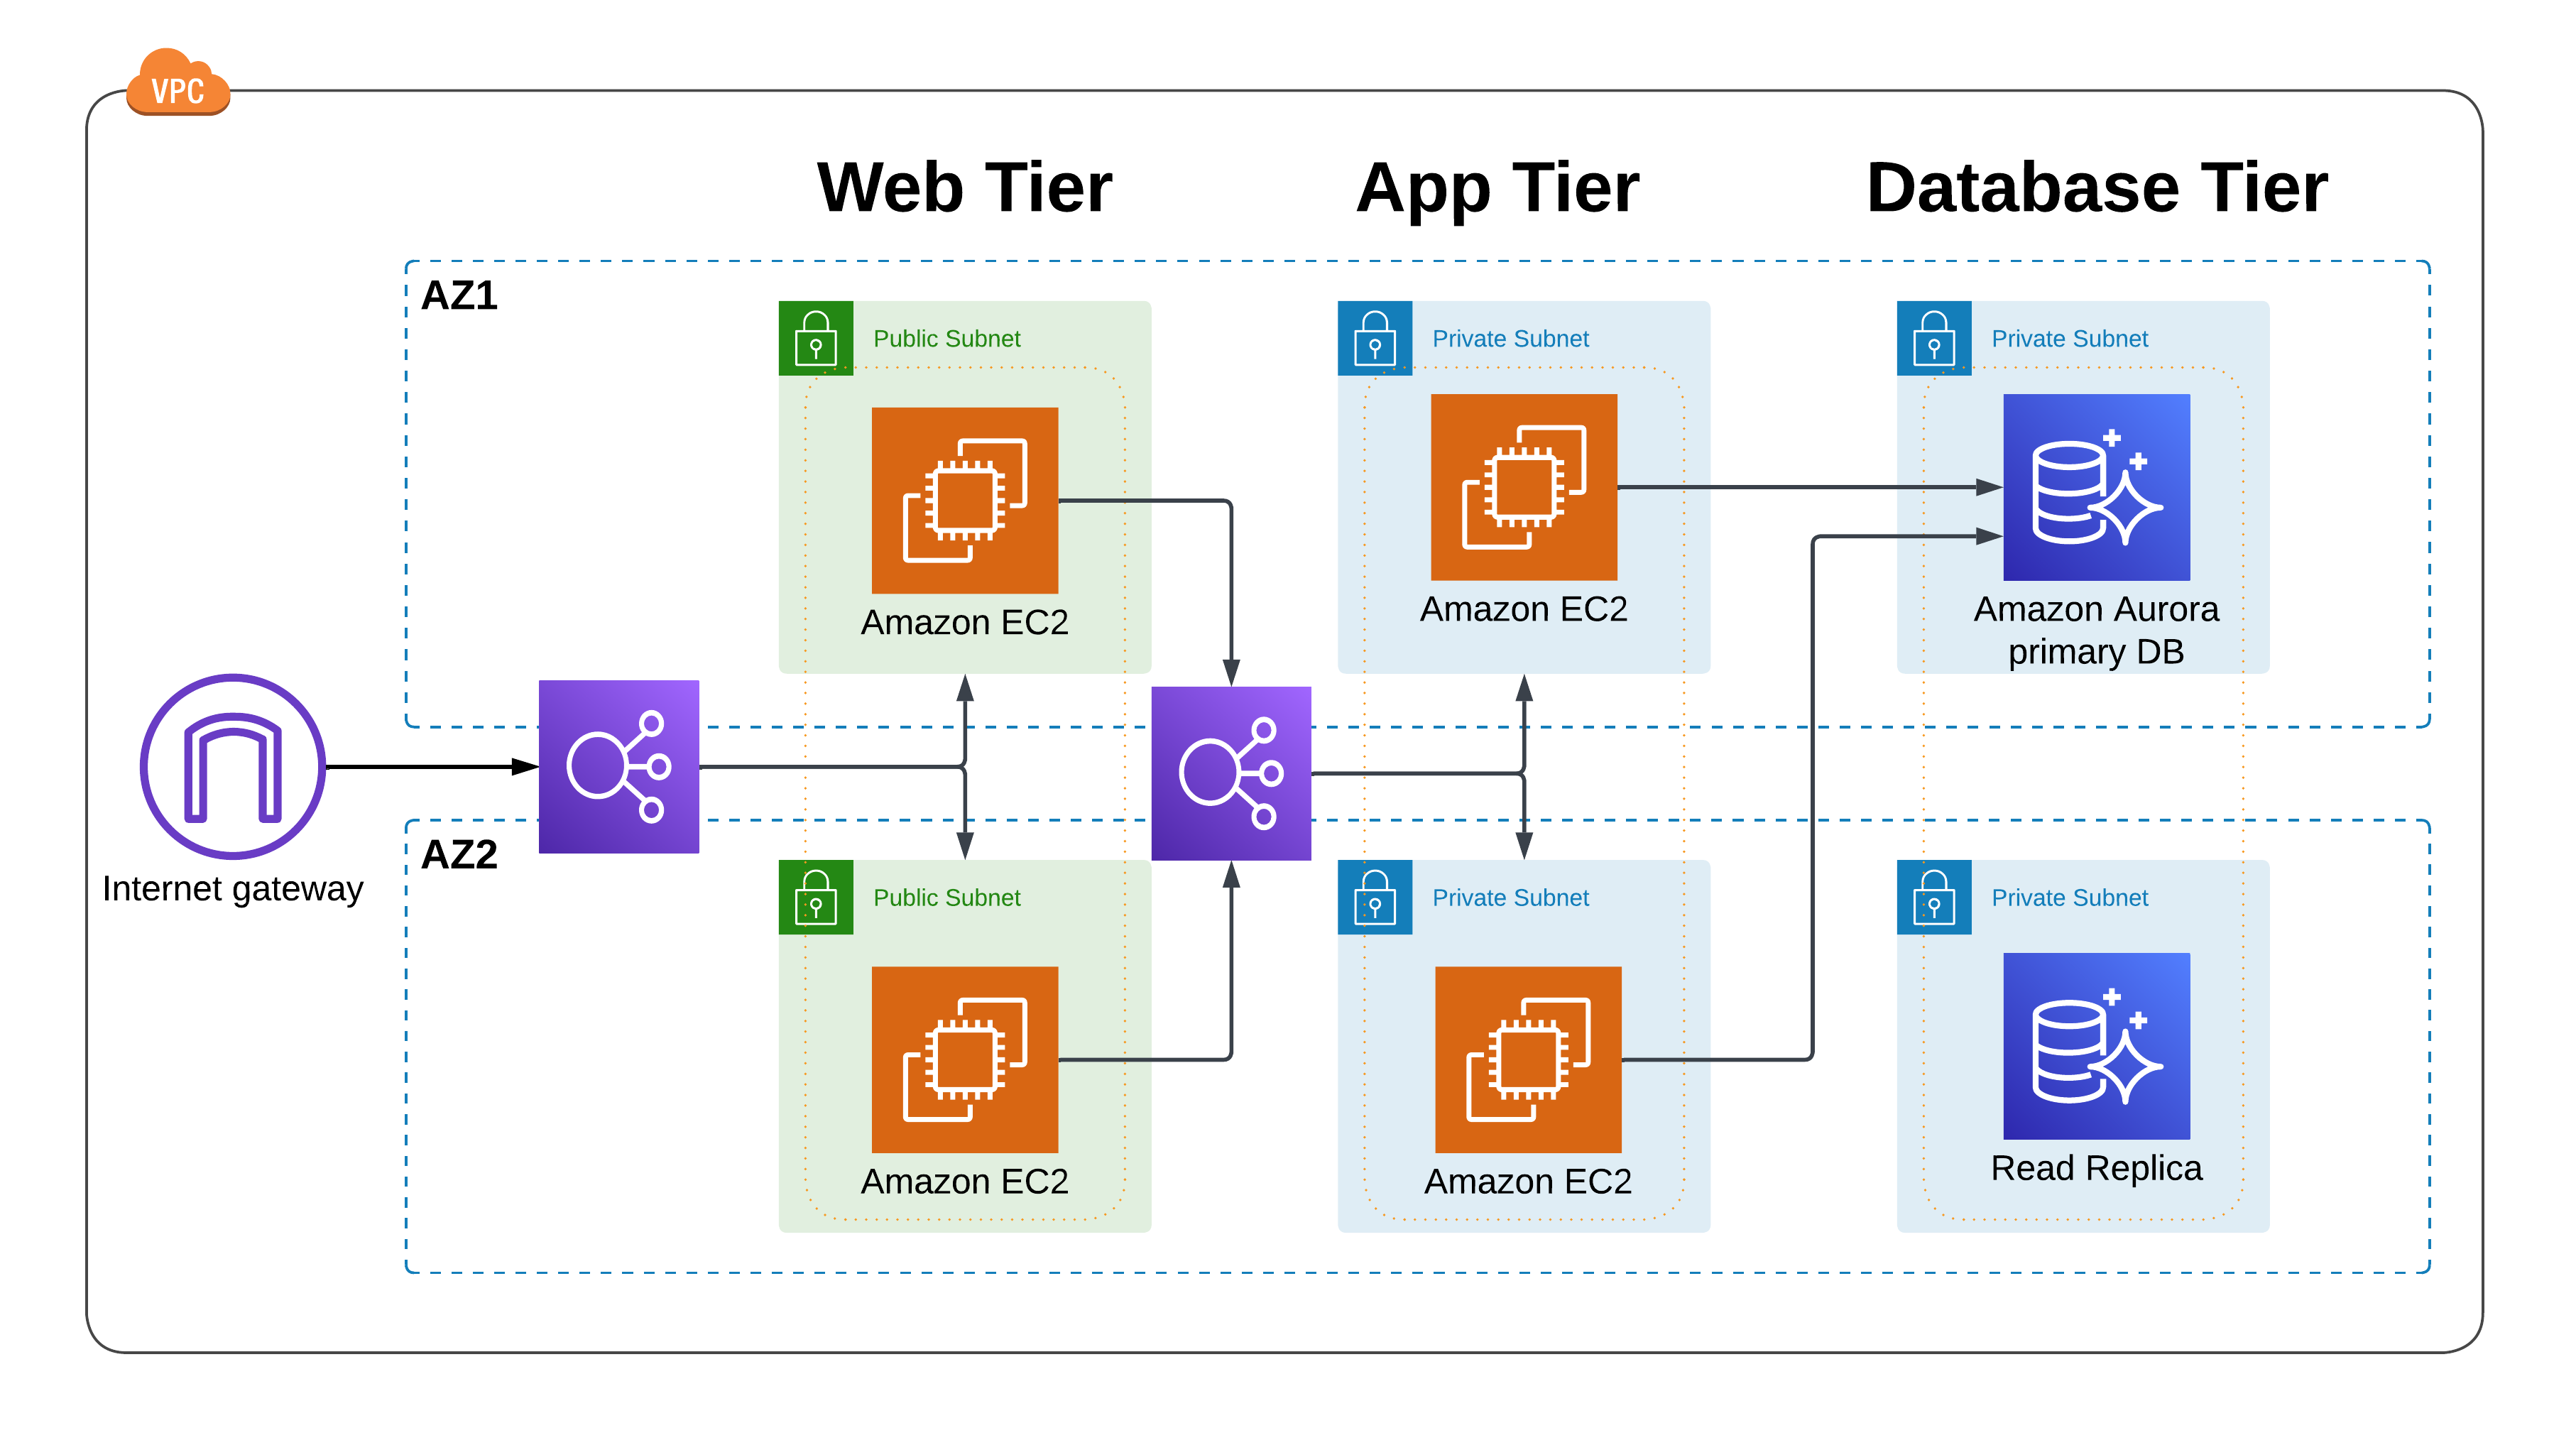 VPC
Web Tier
App Tier
Database Tier
AZ1
Public Subnet
Private Subnet
Private Subnet
Amazon EC2
Amazon EC2
Amazon Aurora
primary DB
Internet gateway
AZ2
Public Subnet
Private Subnet
Private Subnet
Amazon EC2
Amazon EC2
Read Replica